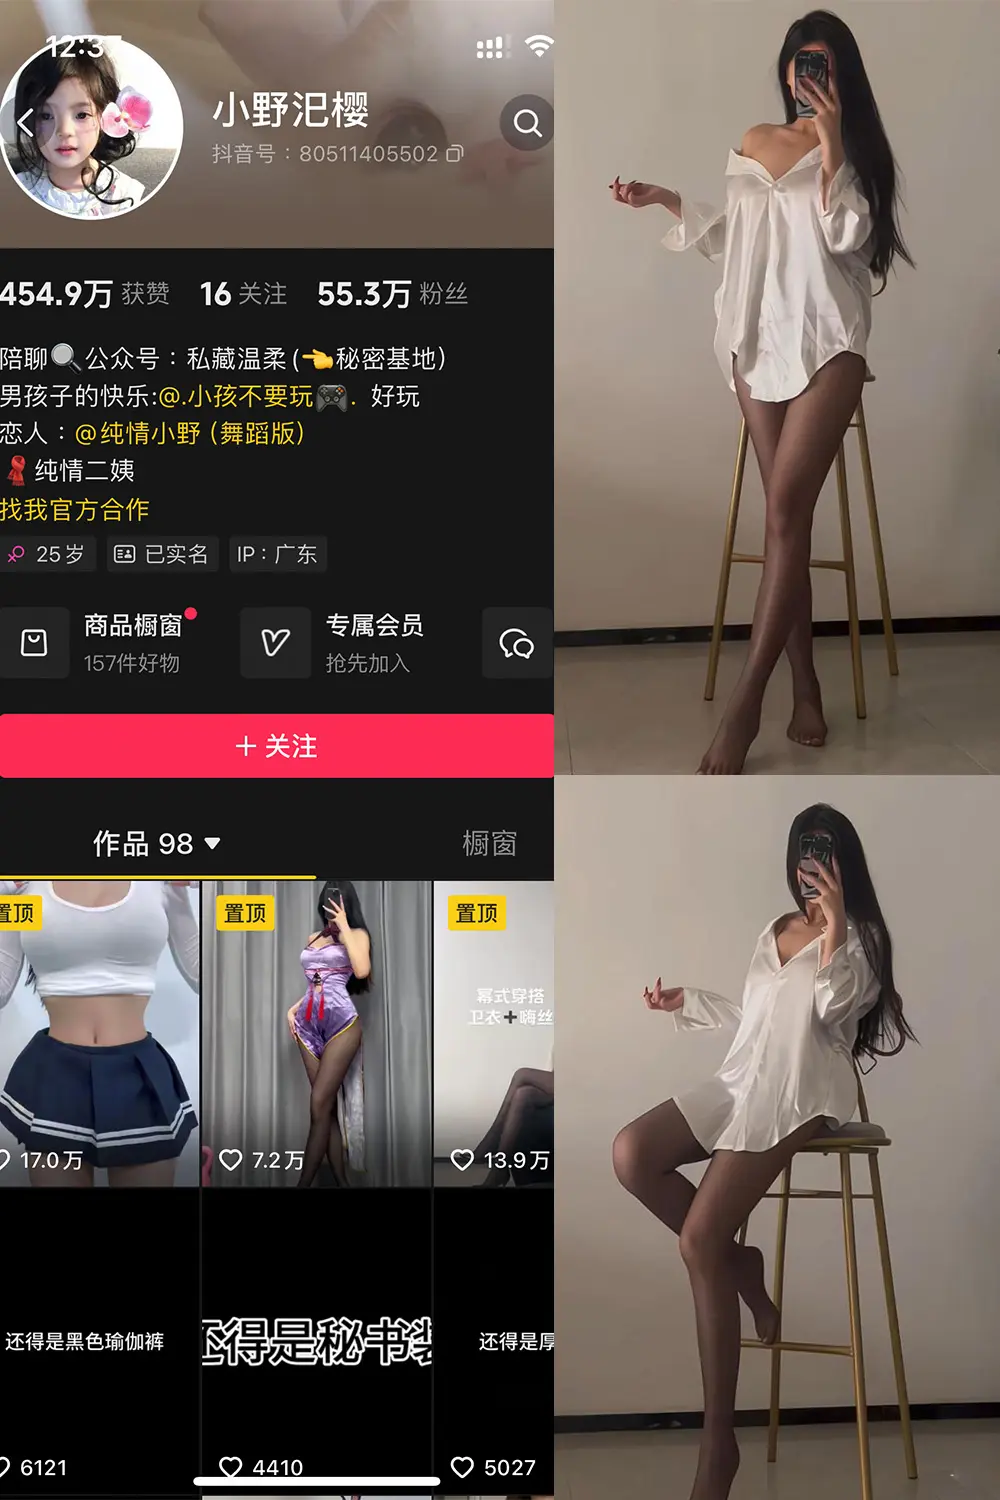 12:37
小野汜樱
抖音号：80511405502
454.9万 获赞 16 关注 55.3万 粉丝
陪聊🔍公众号：私藏温柔(👈秘密基地)
男孩子的快乐:@.小孩不要玩🎮. 好玩
恋人：@纯情小野（舞蹈版）
🧣纯情二姨
找我官方合作
25岁 已实名 IP：广东
商品橱窗
157件好物
专属会员
抢先加入
+ 关注
作品 98
橱窗
置顶
17.0万
置顶
7.2万
置顶
幂式穿搭
卫衣➕嗨丝
13.9万
还得是黑色瑜伽裤
6121
还得是秘书装
4410
还得是厚
5027